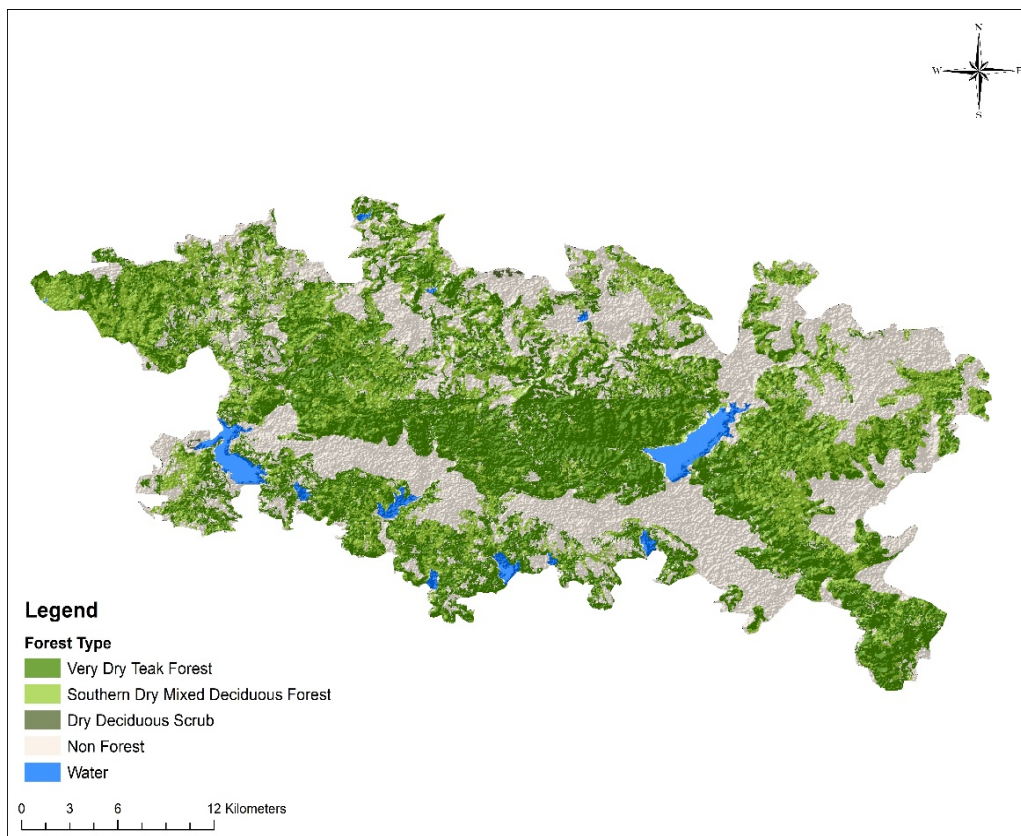 N
W E
S
Legend
Forest Type
Very Dry Teak Forest
Southern Dry Mixed Deciduous Forest
Dry Deciduous Scrub
Non Forest
Water
0 3 6 12 Kilometers